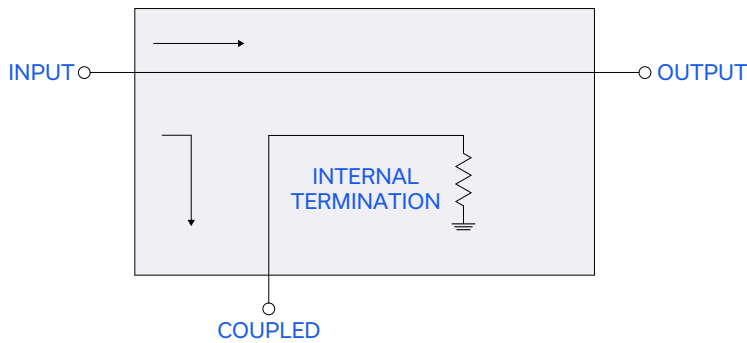 INPUT
OUTPUT
INTERNAL
TERMINATION
COUPLED